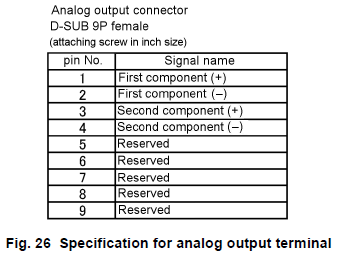 Analog output connector
D-SUB 9P female
(attaching screw in inch size)
pin No. Signal name
1 First component (+)
2 First component (−)
3 Second component (+)
4 Second component (−)
5 Reserved
6 Reserved
7 Reserved
8 Reserved
9 Reserved
Fig. 26 Specification for analog output terminal